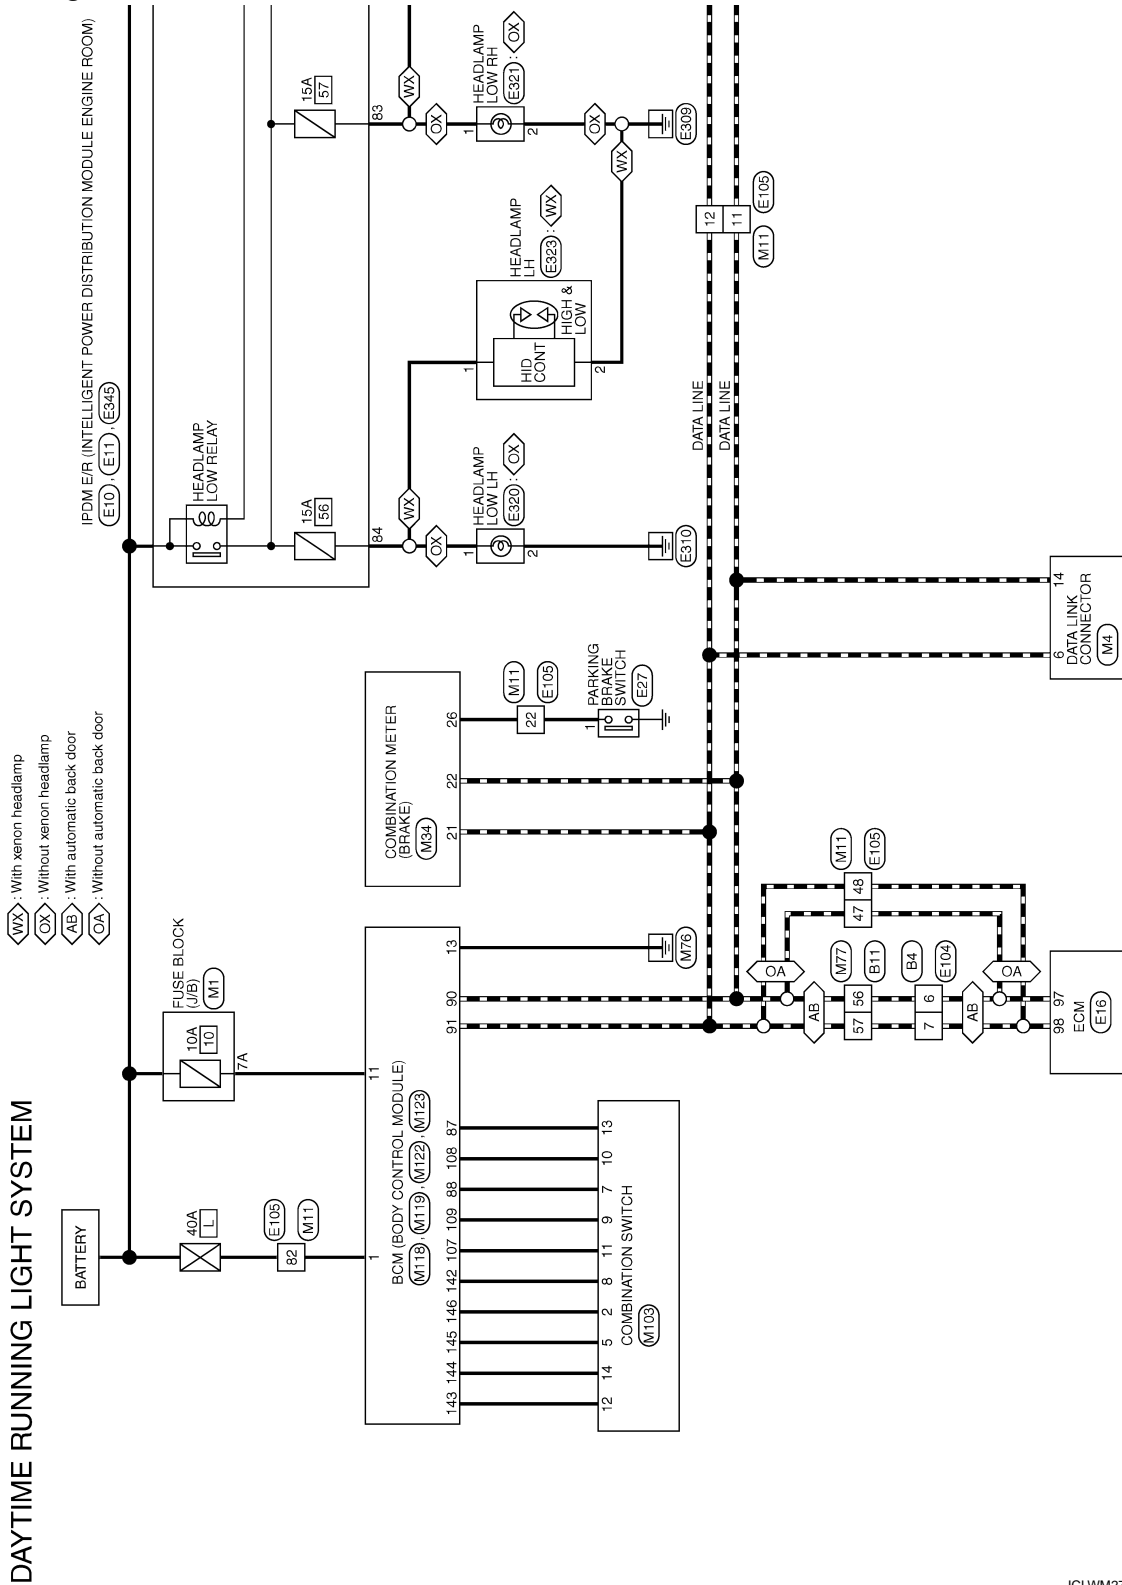 DAYTIME RUNNING LIGHT SYSTEM
WX : With xenon headlamp
OX : Without xenon headlamp
AB : With automatic back door
OA : Without automatic back door
BATTERY
40A
L
E105
82
M11
FUSE BLOCK
(J/B)
M1
10A
10
7A
1
11
BCM (BODY CONTROL MODULE)
M118 , M119 , M122 , M123
143 144 145 146 142 107 109 88 108 87 91 90 13
12 14 5 2 8 11 9 7 10 13
COMBINATION SWITCH
M103
M76
COMBINATION METER
(BRAKE)
M34
21 22 26
M11
22
E105
PARKING
BRAKE
SWITCH
E27
1
IPDM E/R (INTELLIGENT POWER DISTRIBUTION MODULE ENGINE ROOM)
E10 , E11 , E345
HEADLAMP
LOW RELAY
15A
56
84
15A
57
83
WX
OX
HEADLAMP
LOW LH
E320 : OX
1
2
E310
HEADLAMP
LH
E323 : WX
1
HID
CONT
HIGH &
LOW
2
WX
OX
HEADLAMP
LOW RH
E321 : OX
1
2
OX
WX
E309
DATA LINE
DATA LINE
12
11
M11
E105
OA
AB
M77
57 56
B11
B4
7 6
E104
AB
OA
M11
47 48
E105
98 97
ECM
E16
6 14
DATA LINK
CONNECTOR
M4